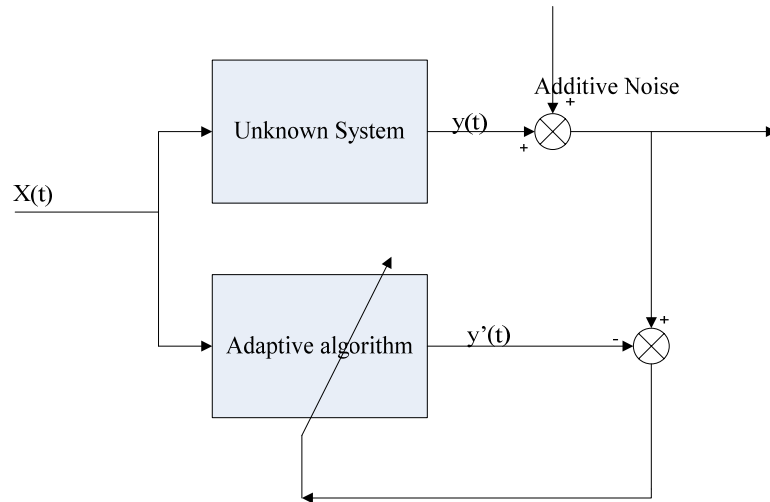 Additive Noise
+
Unknown System
y(t)
+
X(t)
+
Adaptive algorithm
y’(t)
-